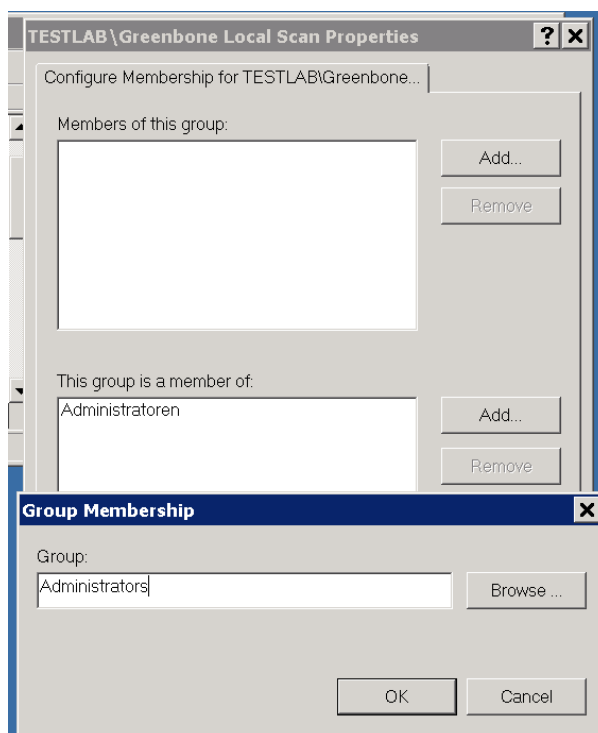 TESTLAB\Greenbone Local Scan Properties
Configure Membership for TESTLAB\Greenbone...
Members of this group:
Add...
Remove
This group is a member of:
Administratoren
Add...
Remove
Group Membership
Group:
Administrators
Browse ...
OK
Cancel